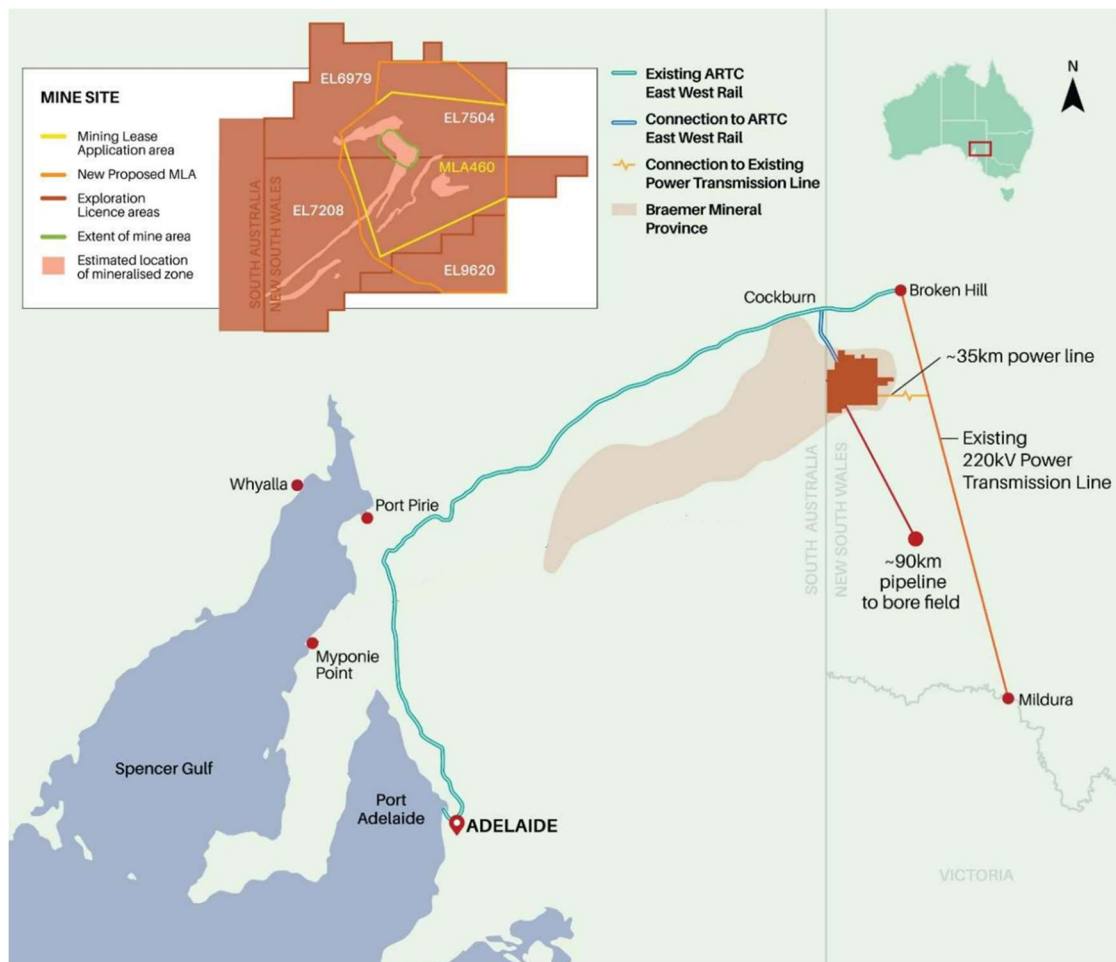 MINE SITE
Mining Lease
Application area
New Proposed MLA
Exploration
Licence areas
Extent of mine area
Estimated location
of mineralised zone
EL6979
EL7504
MLA460
EL7208
EL9620
SOUTH AUSTRALIA
NEW SOUTH WALES
Existing ARTC
East West Rail
Connection to ARTC
East West Rail
Connection to Existing
Power Transmission Line
Braemer Mineral
Province
N
Cockburn
Broken Hill
~35km power line
Existing
220kV Power
Transmission Line
SOUTH AUSTRALIA
NEW SOUTH WALES
~90km
pipeline
to bore field
Whyalla
Port Pirie
Myponie
Point
Mildura
Spencer Gulf
Port
Adelaide
ADELAIDE
VICTORIA